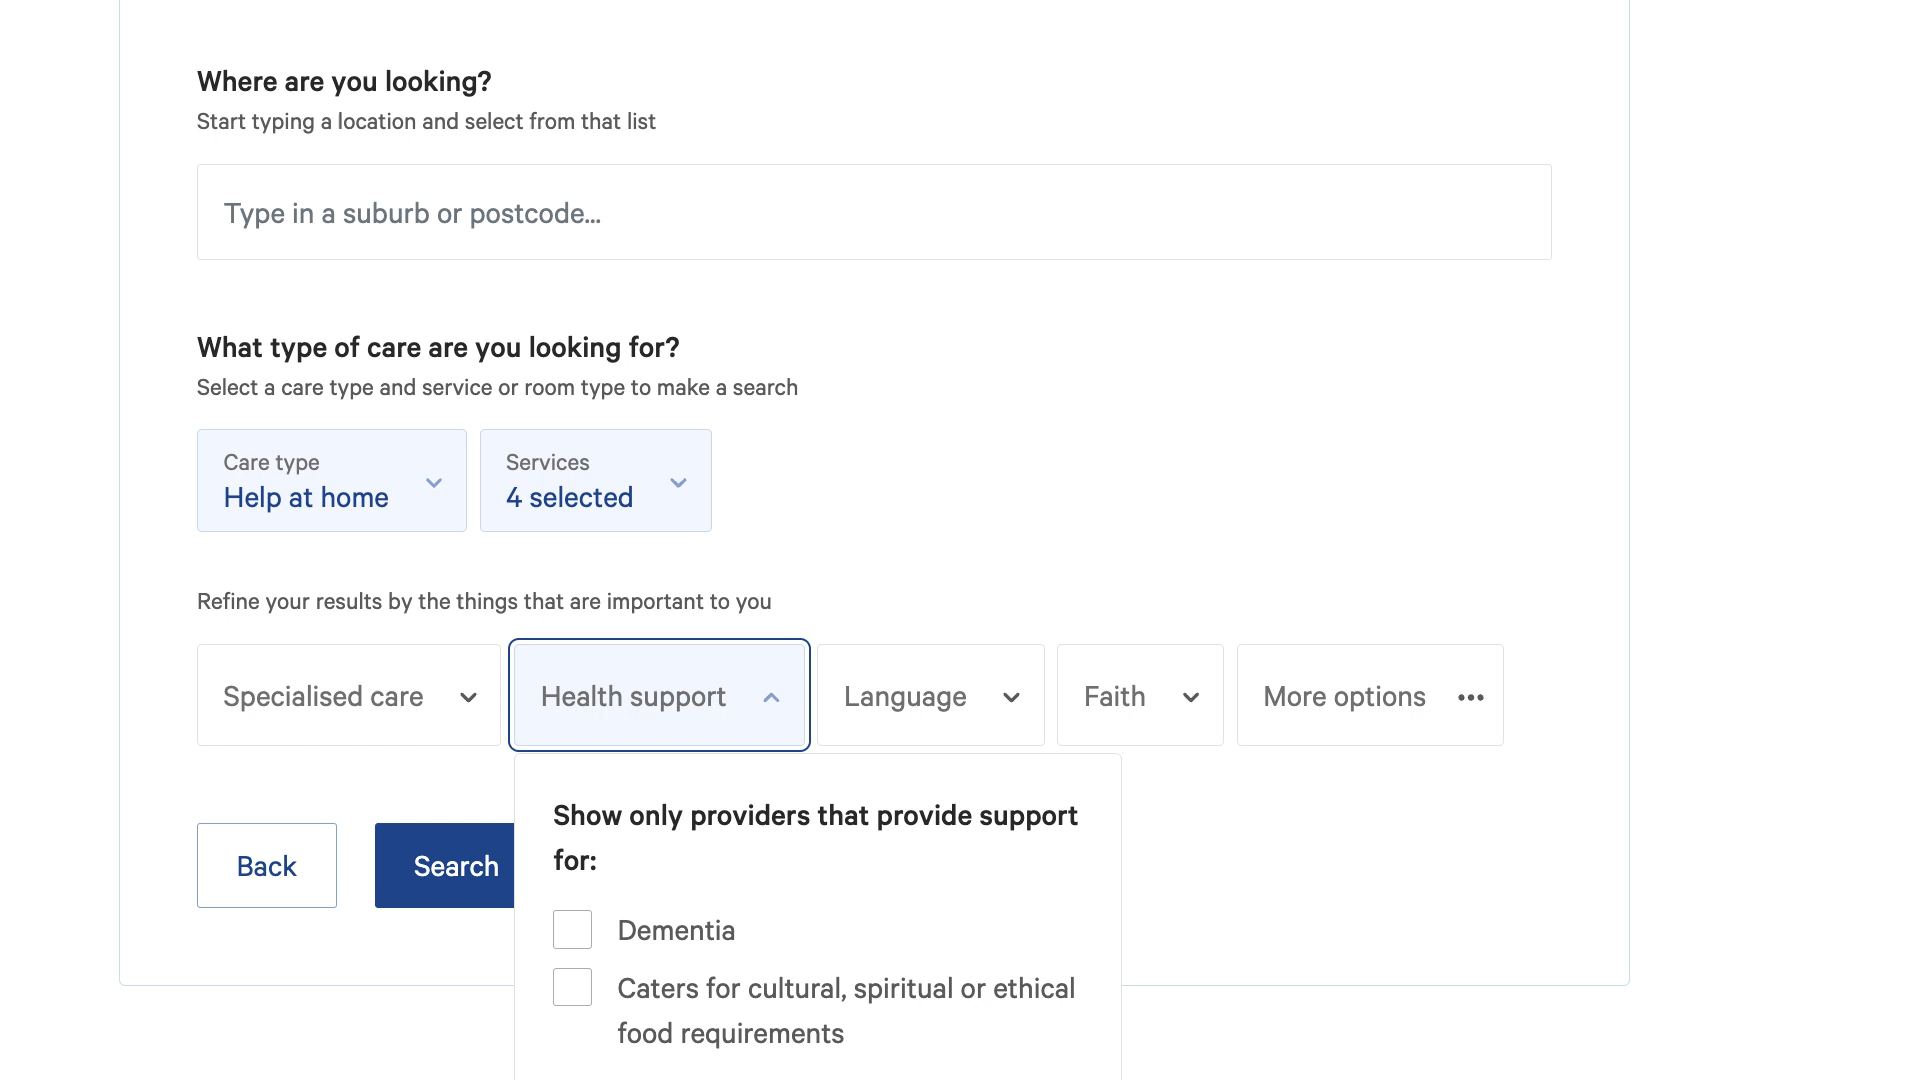 Where are you looking?
Start typing a location and select from that list
Type in a suburb or postcode...
What type of care are you looking for?
Select a care type and service or room type to make a search
Care type
Help at home
Services
4 selected
Refine your results by the things that are important to you
Specialised care
Health support
Language
Faith
More options
Back
Search
Show only providers that provide support
for:
Dementia
Caters for cultural, spiritual or ethical
food requirements